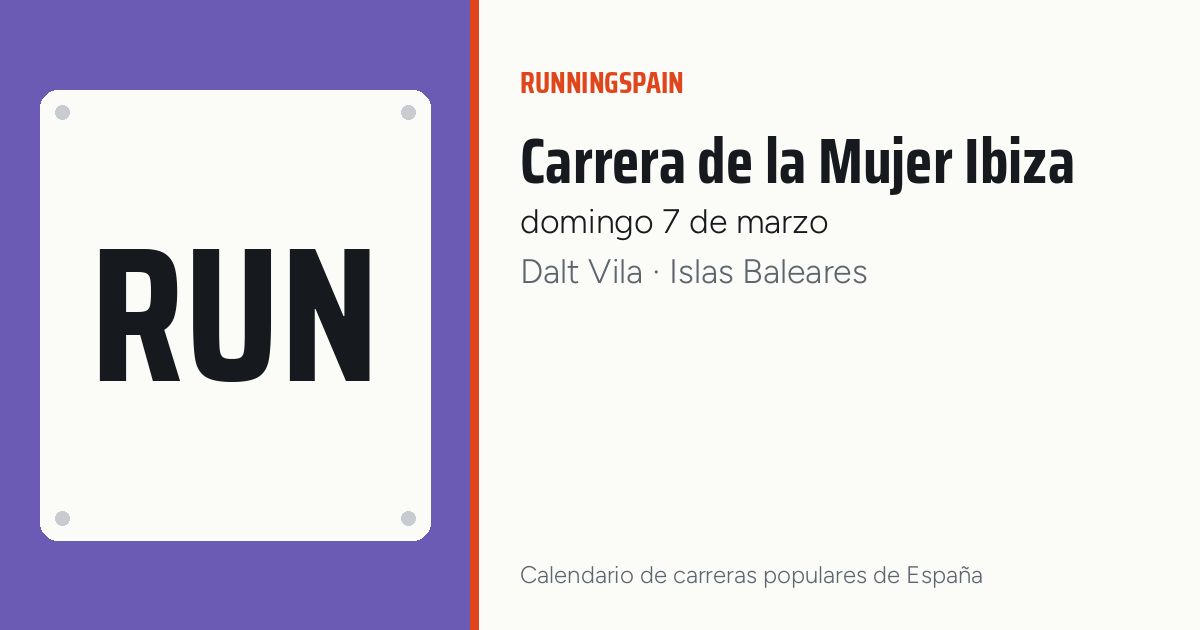 RUN
RUNNINGSPAIN
Carrera de la Mujer Ibiza
domingo 7 de marzo
Dalt Vila · Islas Baleares
Calendario de carreras populares de España